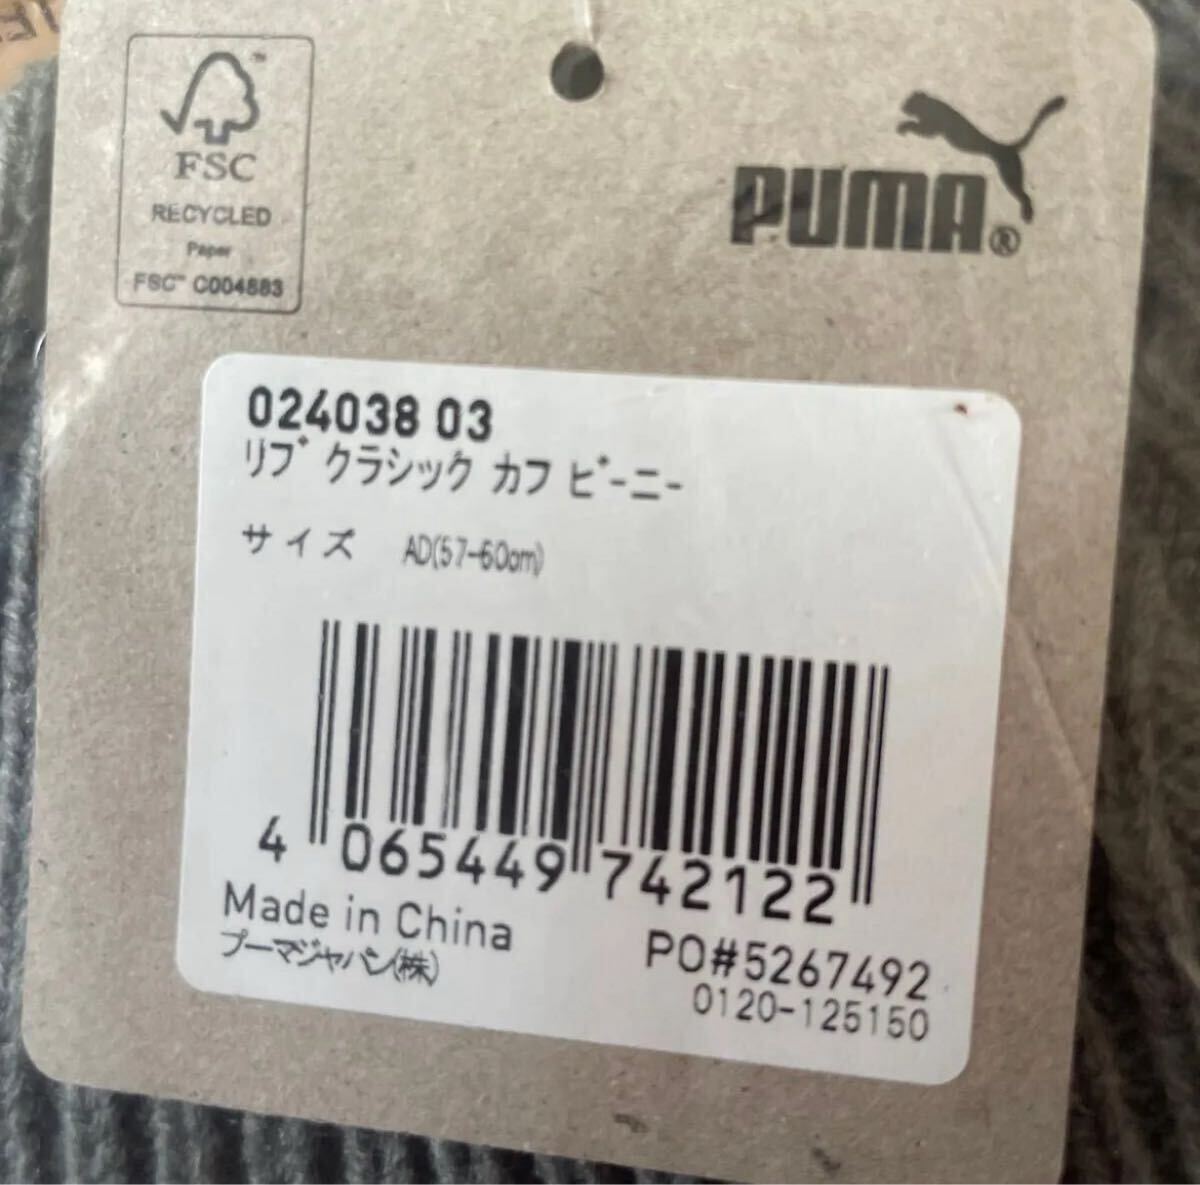 FSC
RECYCLED
Paper
FSC™ C004883
PUMA®
024038 03
リブ クラシック カフ ビーニー
サイズ AD(57-60cm)
4 065449 742122
Made in China
プーマジャパン(株)
PO#5267492
0120-125150